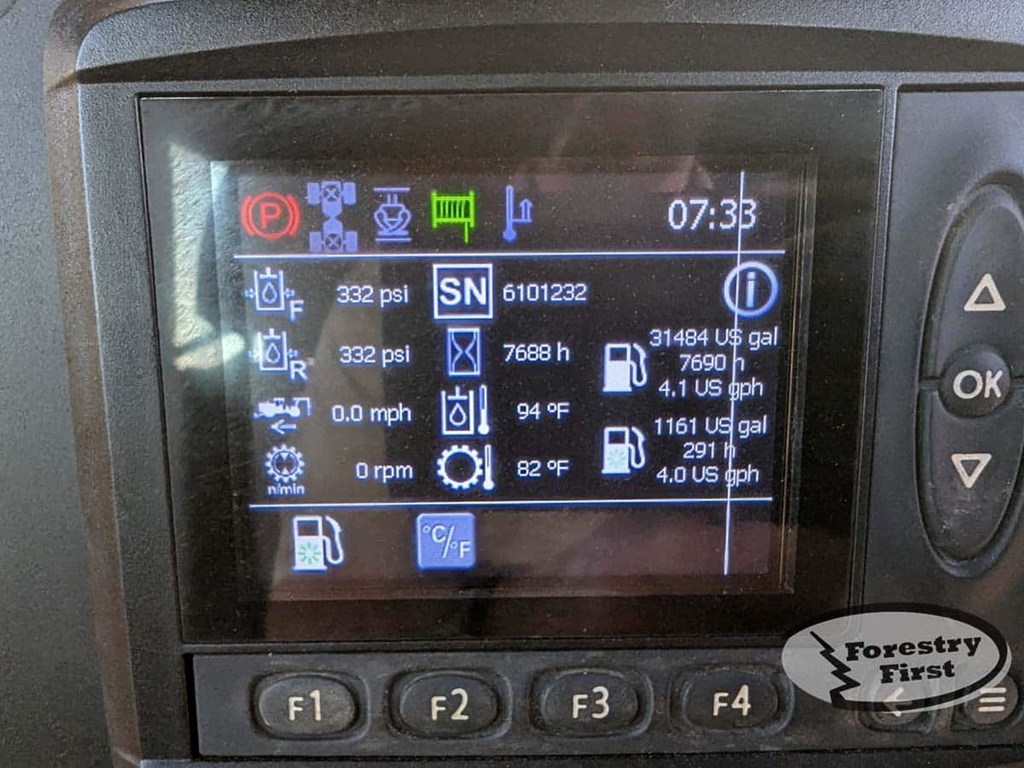 P
07:33
F 332 psi SN 6101232 i
31484 US gal
R 332 psi 7688 h 7690 h
4.1 US gph
0.0 mph 94 ºF 1161 US gal
291 h
n/min 0 rpm 82 ºF 4.0 US gph
°C/°F
OK
F1 F2 F3 F4
Forestry
First